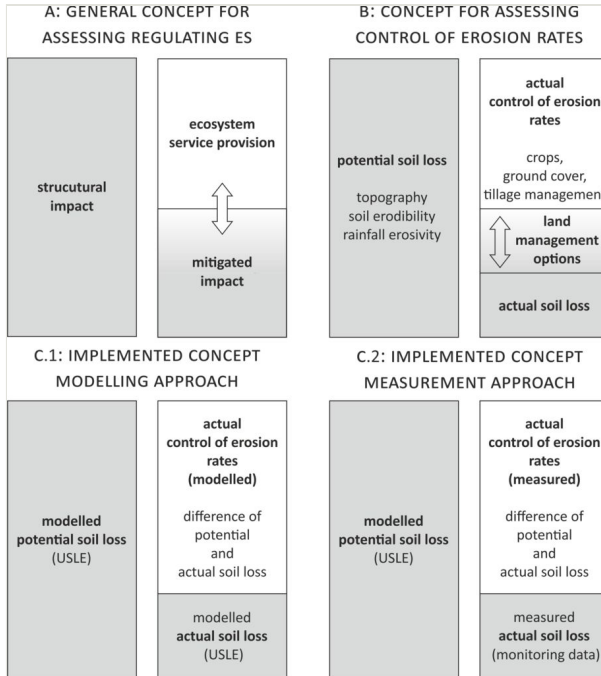 A: GENERAL CONCEPT FOR
ASSESSING REGULATING ES
strucutural
impact
ecosystem
service provision
mitigated
impact
B: CONCEPT FOR ASSESSING
CONTROL OF EROSION RATES
potential soil loss
topography
soil erodibility
rainfall erosivity
actual
control of erosion
rates
crops,
ground cover,
tillage management
land
management
options
actual soil loss
C.1: IMPLEMENTED CONCEPT
MODELLING APPROACH
modelled
potential soil loss
(USLE)
actual
control of erosion
rates
(modelled)
difference of
potential
and
actual soil loss
modelled
actual soil loss
(USLE)
C.2: IMPLEMENTED CONCEPT
MEASUREMENT APPROACH
modelled
potential soil loss
(USLE)
actual
control of erosion
rates
(measured)
difference of
potential
and
actual soil loss
measured
actual soil loss
(monitoring data)